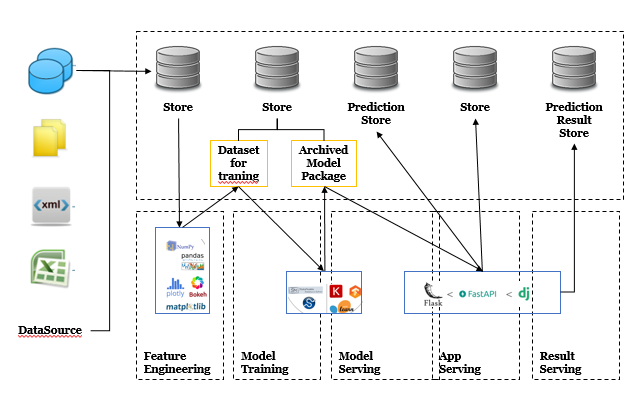 Store
Store
Prediction
Store
Store
Prediction
Result
Store
Dataset
for
traning
Archived
Model
Package
<xml>
NumPy
pandas
plotly
Bokeh
matplotlib
K
Flask < FastAPI < dj
DataSource
Feature
Engineering
Model
Training
Model
Serving
App
Serving
Result
Serving